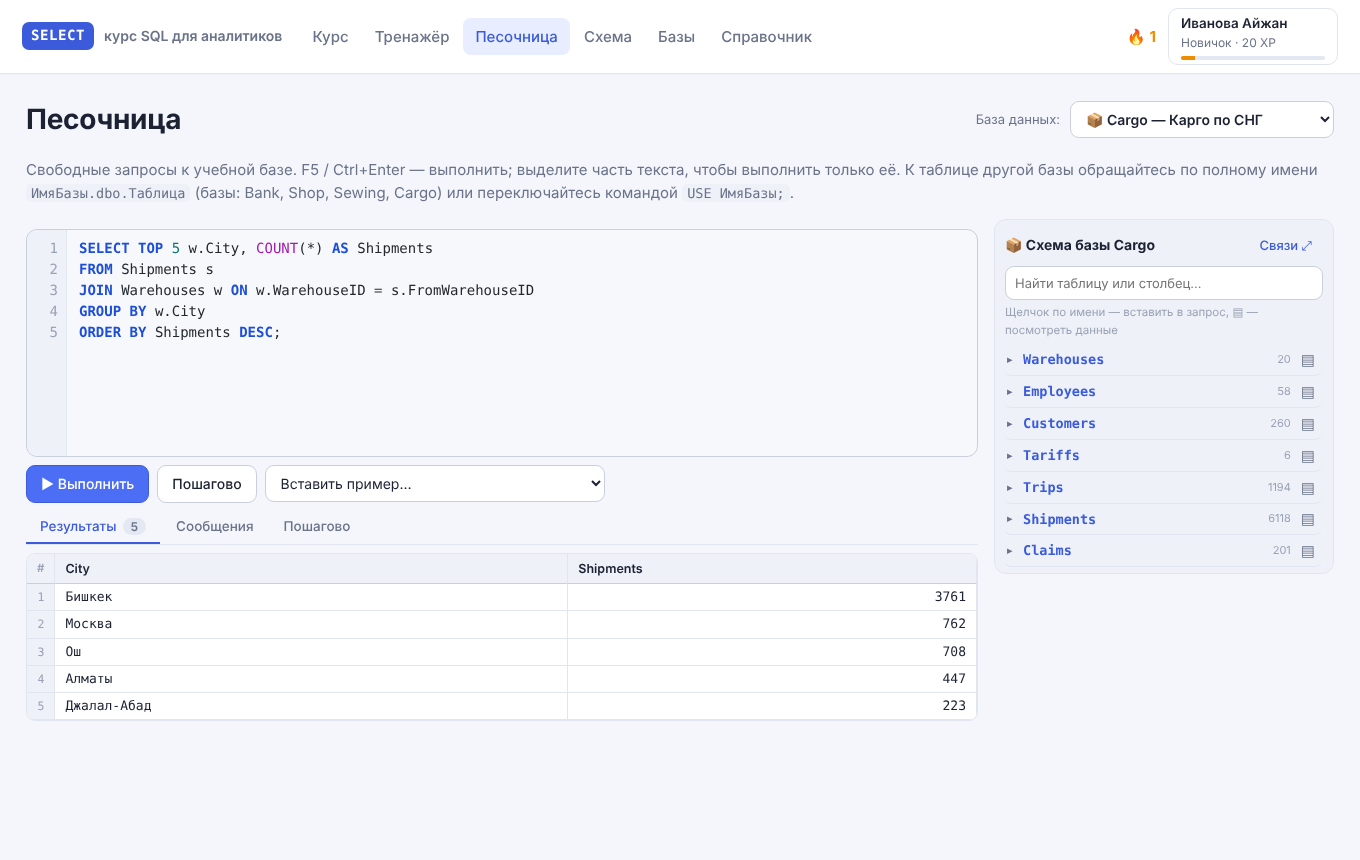 SELECT курс SQL для аналитиков Курс Тренажёр Песочница Схема Базы Справочник 🔥 1
Иванова Айжан
Новичок · 20 XP
Песочница
База данных: 📦 Cargo — Карго по СНГ
Свободные запросы к учебной базе. F5 / Ctrl+Enter — выполнить; выделите часть текста, чтобы выполнить только её. К таблице другой базы обращайтесь по полному имени
ИмяБазы.dbo.Таблица (базы: Bank, Shop, Sewing, Cargo) или переключайтесь командой USE ИмяБазы; .
1 SELECT TOP 5 w.City, COUNT(*) AS Shipments
2 FROM Shipments s
3 JOIN Warehouses w ON w.WarehouseID = s.FromWarehouseID
4 GROUP BY w.City
5 ORDER BY Shipments DESC;
▶ Выполнить Пошагово Вставить пример...
Результаты 5 Сообщения Пошагово
# City Shipments
1 Бишкек 3761
2 Москва 762
3 Ош 708
4 Алматы 447
5 Джалал-Абад 223
📦 Схема базы Cargo Связи ⤢
Найти таблицу или столбец...
Щелчок по имени — вставить в запрос, ▤ —
посмотреть данные
▸ Warehouses 20 ▤
▸ Employees 58 ▤
▸ Customers 260 ▤
▸ Tariffs 6 ▤
▸ Trips 1194 ▤
▸ Shipments 6118 ▤
▸ Claims 201 ▤